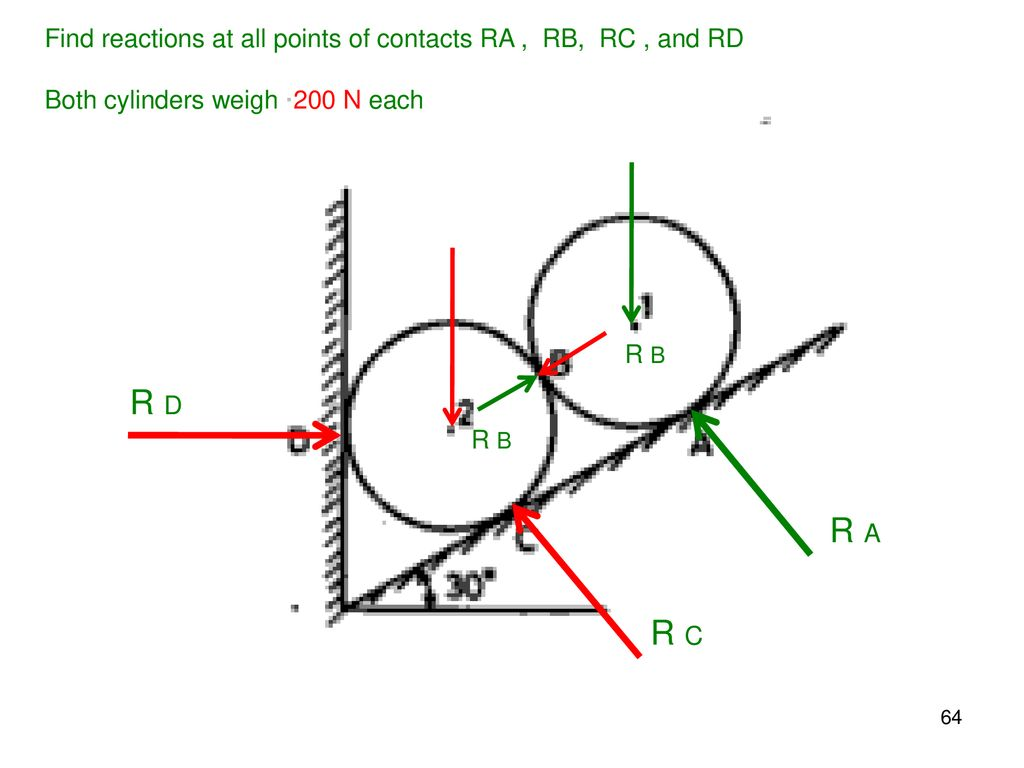 Find reactions at all points of contacts RA , RB, RC , and RD
Both cylinders weigh 200 N each
1
B
R B
R D
2
D
R B
A
R A
C
30°
R C
64